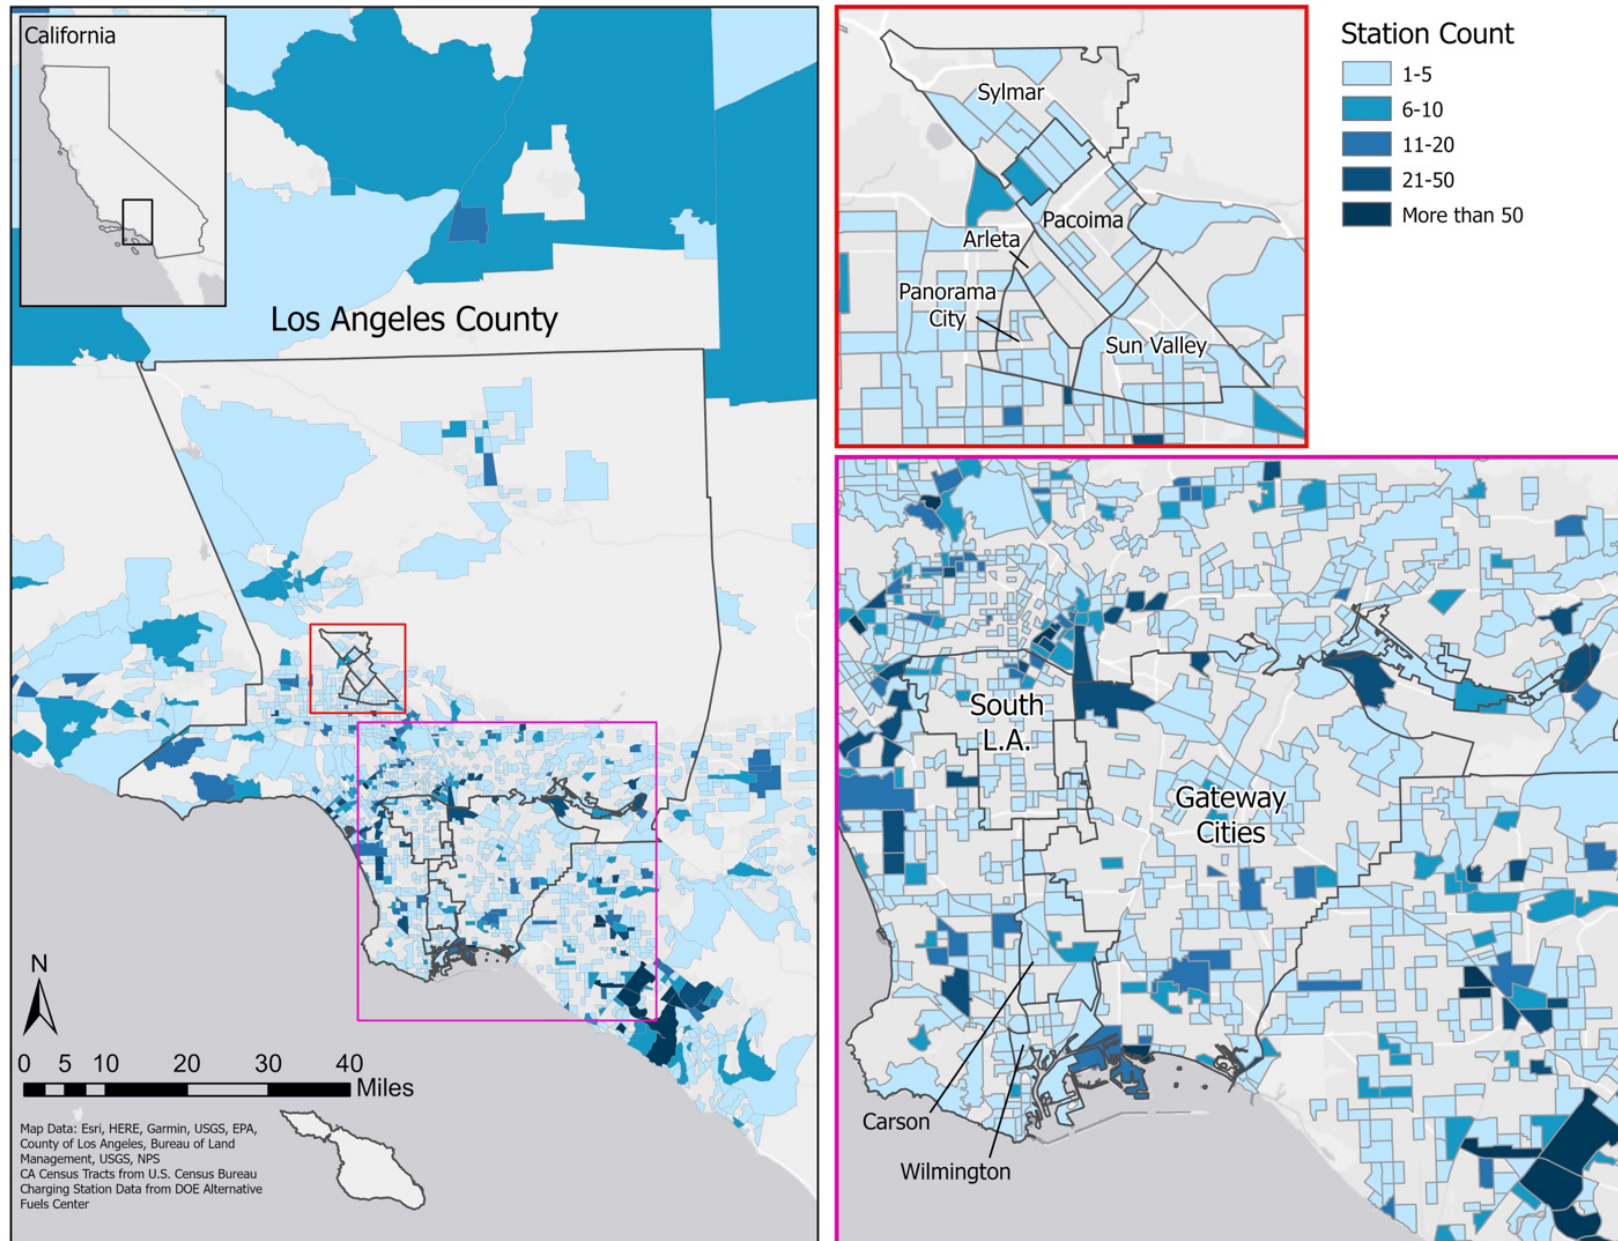 California
Los Angeles County
N
0 5 10 20 30 40
Miles
Map Data: Esri, HERE, Garmin, USGS, EPA,
County of Los Angeles, Bureau of Land
Management, USGS, NPS
CA Census Tracts from U.S. Census Bureau
Charging Station Data from DOE Alternative
Fuels Center
Sylmar
Pacoima
Arleta
Panorama
City
Sun Valley
Station Count
1-5
6-10
11-20
21-50
More than 50
South
L.A.
Gateway
Cities
Carson
Wilmington